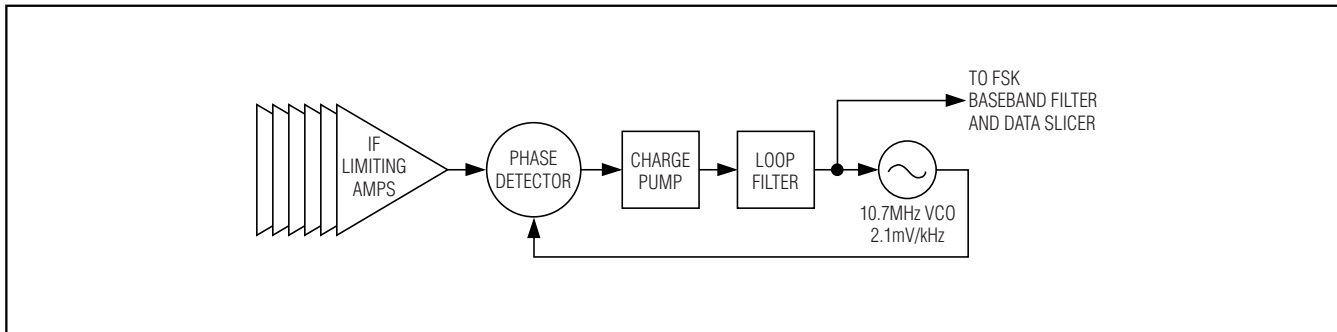 IF
LIMITING
AMPS
PHASE
DETECTOR
CHARGE
PUMP
LOOP
FILTER
TO FSK
BASEBAND FILTER
AND DATA SLICER
10.7MHz VCO
2.1mV/kHz